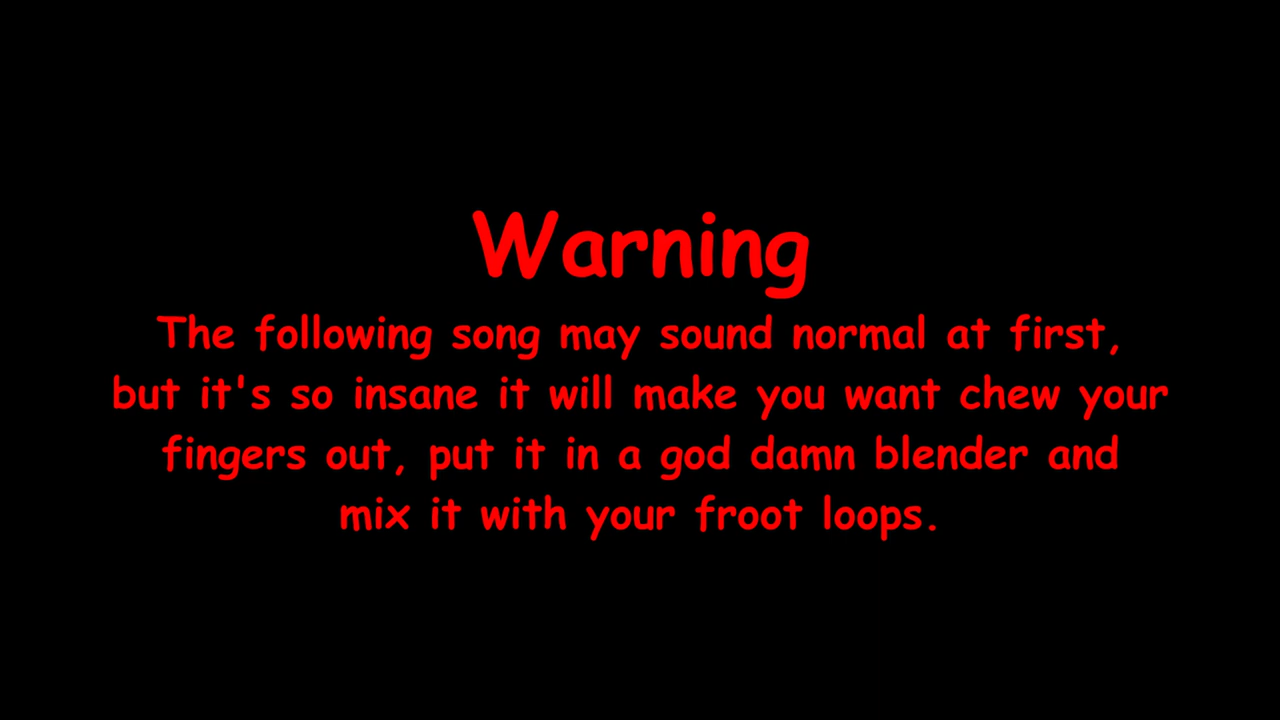 Warning
The following song may sound normal at first,
but it's so insane it will make you want chew your
fingers out, put it in a god damn blender and
mix it with your froot loops.